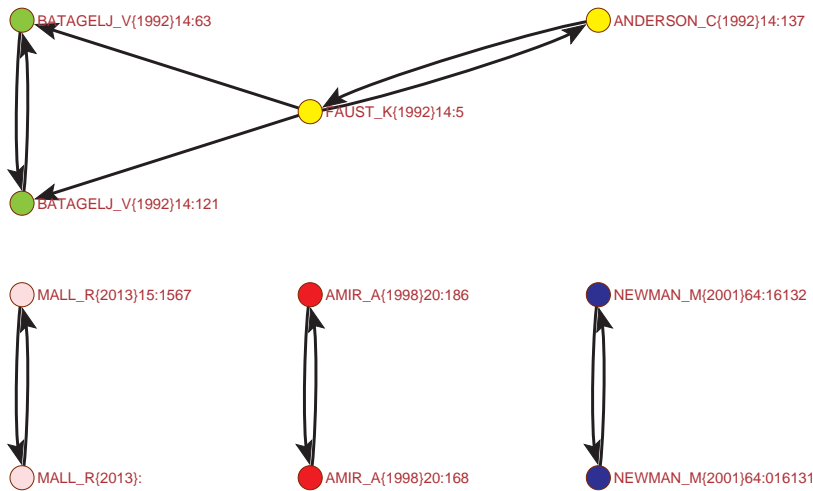 BATAGELJ_V{1992}14:63
ANDERSON_C{1992}14:137
FAUST_K{1992}14:5
BATAGELJ_V{1992}14:121
MALL_R{2013}15:1567
AMIR_A{1998}20:186
NEWMAN_M{2001}64:16132
MALL_R{2013}:
AMIR_A{1998}20:168
NEWMAN_M{2001}64:016131